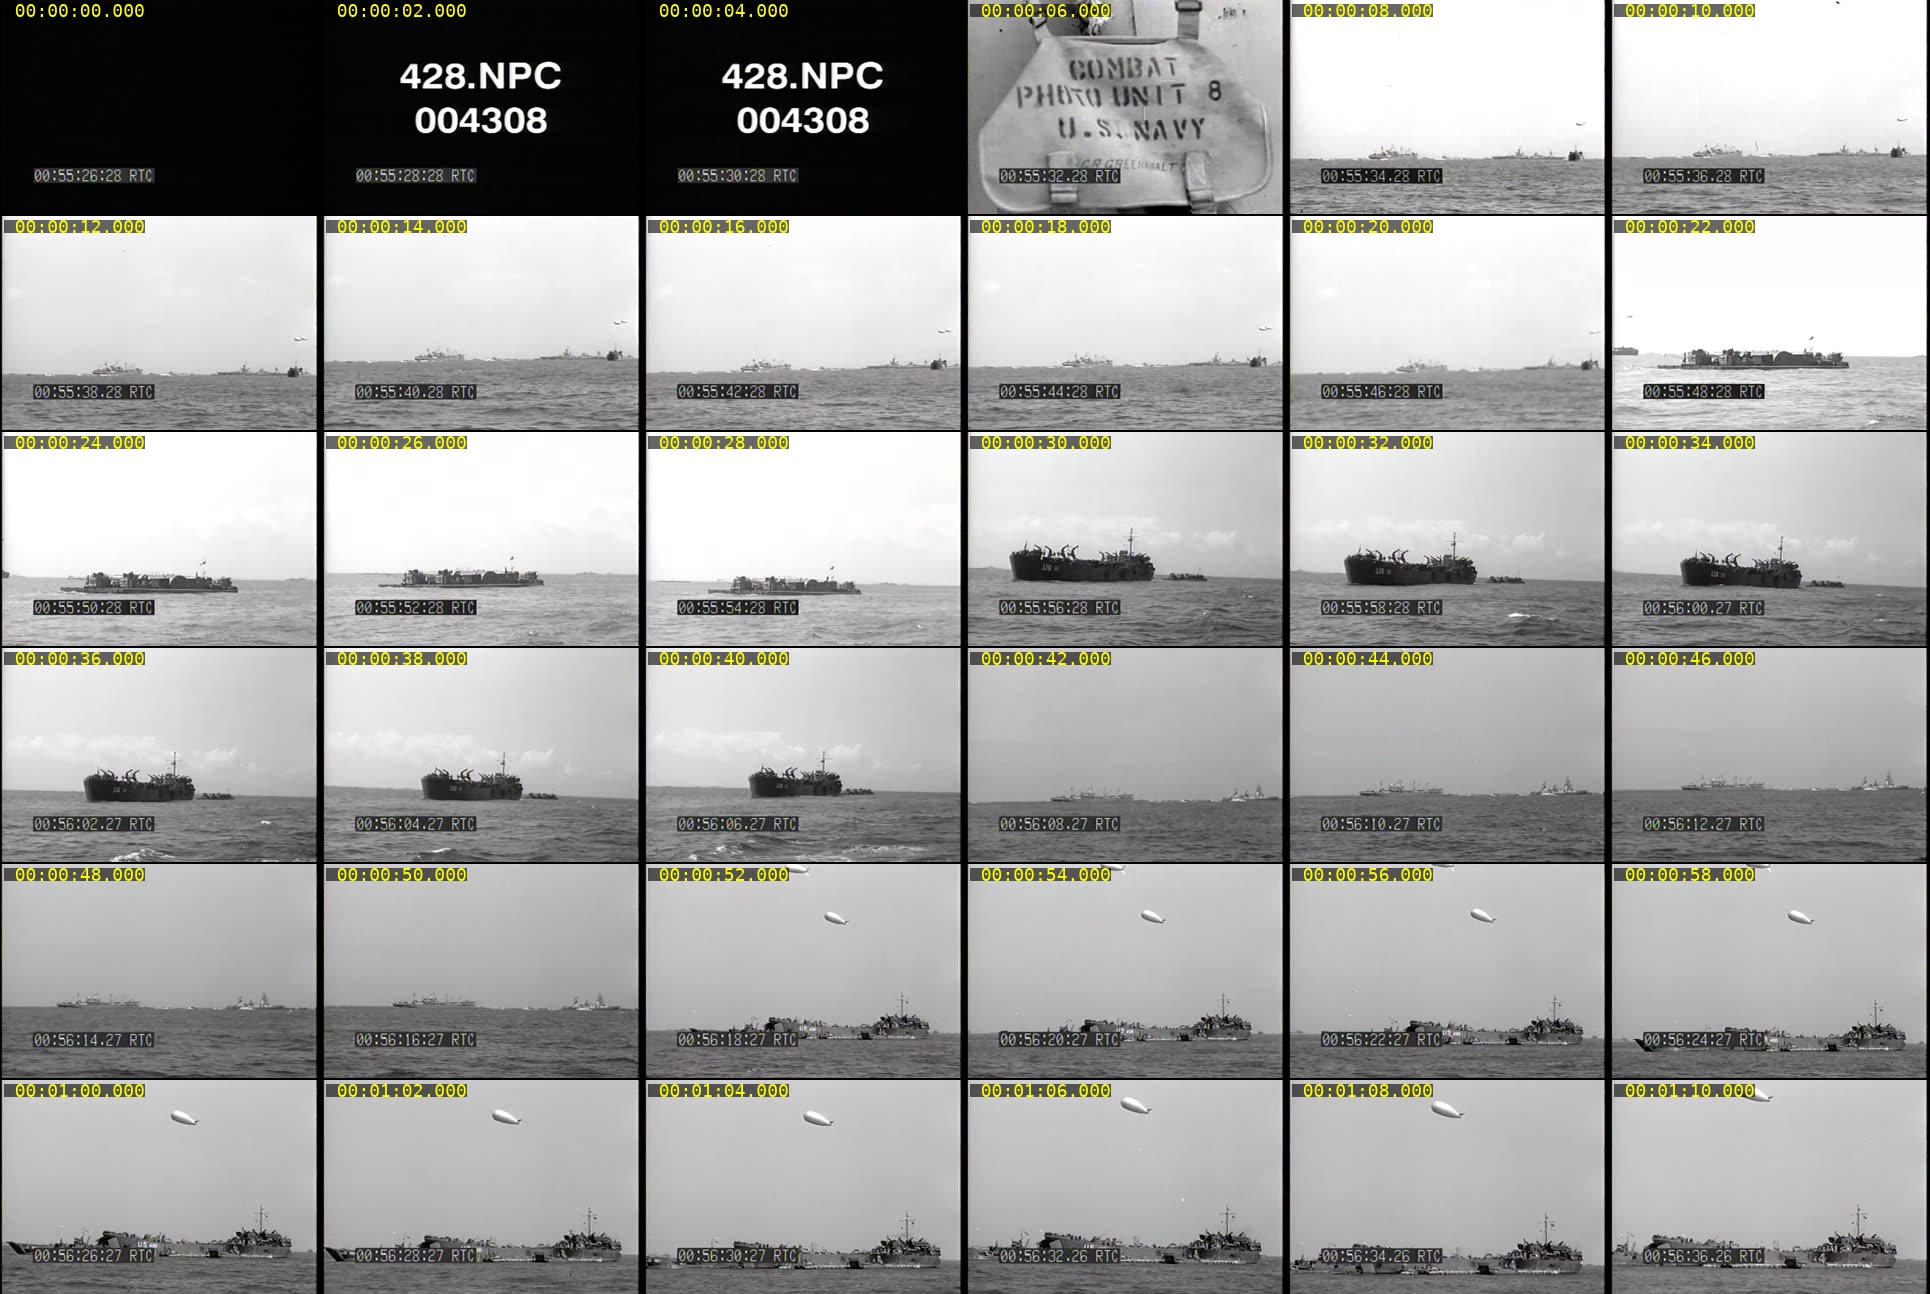 00:00:00.000
00:55:26:28 RTC
00:00:02.000
428.NPC
004308
00:55:28:28 RTC
00:00:04.000
428.NPC
004308
00:55:30:28 RTC
00:00:06.000
COMBAT
PHOTO UNIT 8
U.S. NAVY
00:55:32.28 RTC
00:00:08.000
00:55:34.28 RTC
00:00:10.000
00:55:36.28 RTC
00:00:12.000
00:55:38.28 RTC
00:00:14.000
00:55:40.28 RTC
00:00:16.000
00:55:42:28 RTC
00:00:18.000
00:55:44:28 RTC
00:00:20.000
00:55:46:28 RTC
00:00:22.000
00:55:48:28 RTC
00:00:24.000
00:55:50:28 RTC
00:00:26.000
00:55:52:28 RTC
00:00:28.000
00:55:54:28 RTC
00:00:30.000
US
00:55:56:28 RTC
00:00:32.000
US
00:55:58:28 RTC
00:00:34.000
US
00:56:00.27 RTC
00:00:36.000
00:56:02.27 RTC
00:00:38.000
00:56:04.27 RTC
00:00:40.000
00:56:06.27 RTC
00:00:42.000
00:56:08.27 RTC
00:00:44.000
00:56:10.27 RTC
00:00:46.000
00:56:12.27 RTC
00:00:48.000
00:56:14.27 RTC
00:00:50.000
00:56:16:27 RTC
00:00:52.000
00:56:18:27 RTC
00:00:54.000
00:56:20:27 RTC
00:00:56.000
00:56:22:27 RTC
00:00:58.000
00:56:24:27 RTC
00:01:00.000
US
00:56:26:27 RTC
00:01:02.000
00:56:28:27 RTC
00:01:04.000
00:56:30:27 RTC
00:01:06.000
00:56:32.26 RTC
00:01:08.000
00:56:34.26 RTC
00:01:10.000
00:56:36.26 RTC